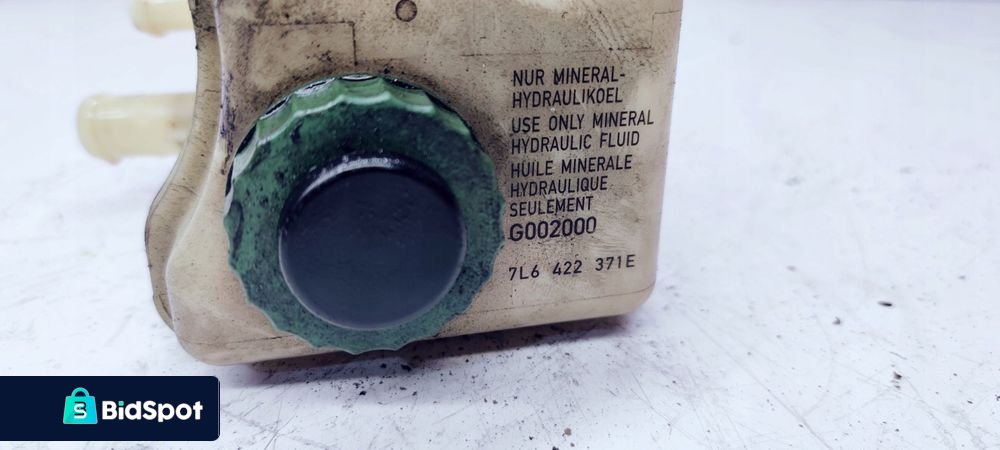 NUR MINERAL-
HYDRAULIKOEL
USE ONLY MINERAL
HYDRAULIC FLUID
HUILE MINERALE
HYDRAULIQUE
SEULEMENT
G002000
7L6 422 371E
BidSpot